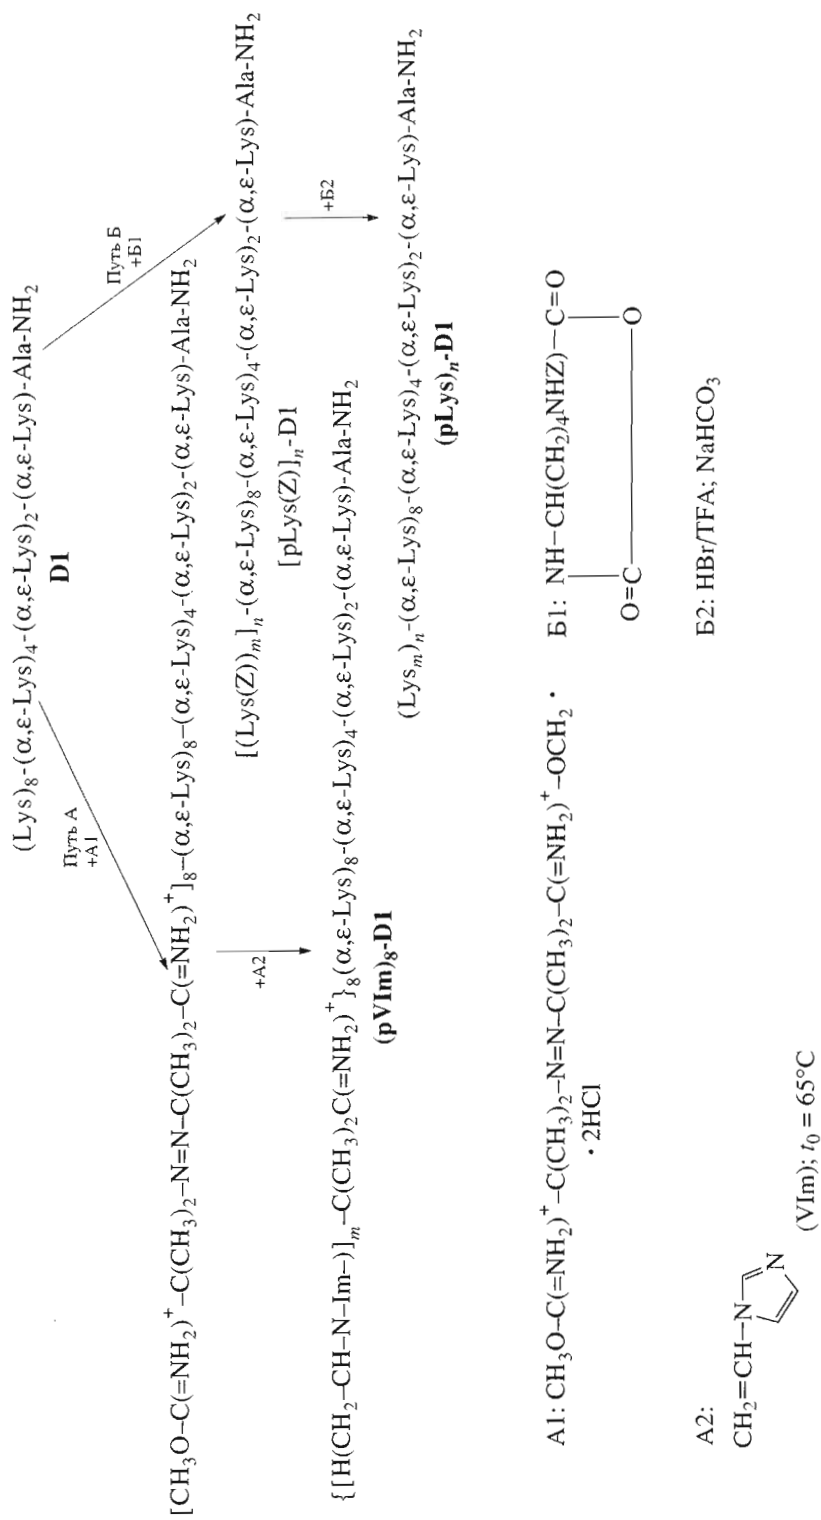 (Lys)₈-(α,ε-Lys)₄-(α,ε-Lys)₂-(α,ε-Lys)-Ala-NH₂
D1
Путь А
+А1
Путь Б
+Б1
[CH₃O–C(=NH₂)⁺–C(CH₃)₂–N=N–C(CH₃)₂–C(=NH₂)⁺]₈–(α,ε-Lys)₈–(α,ε-Lys)₄-(α,ε-Lys)₂-(α,ε-Lys)-Ala-NH₂
[(Lys(Z))ₘ]ₙ-(α,ε-Lys)₈-(α,ε-Lys)₄-(α,ε-Lys)₂-(α,ε-Lys)-Ala-NH₂
[pLys(Z)]ₙ-D1
+А2
+Б2
{[H(CH₂–CH–N–Im–)]ₘ–C(CH₃)₂C(=NH₂)⁺}₈(α,ε-Lys)₈-(α,ε-Lys)₄-(α,ε-Lys)₂-(α,ε-Lys)-Ala-NH₂
(pVIm)₈-D1
(Lysₘ)ₙ-(α,ε-Lys)₈-(α,ε-Lys)₄-(α,ε-Lys)₂-(α,ε-Lys)-Ala-NH₂
(pLys)ₙ-D1
А1: CH₃O–C(=NH₂)⁺–C(CH₃)₂–N=N–C(CH₃)₂–C(=NH₂)⁺–OCH₂ •
• 2HCl
Б1: NH–CH(CH₂)₄NHZ)–C=O
O=C
O
А2:
CH₂=CH–N
N
(VIm); t₀ = 65°C
Б2: HBr/TFA; NaHCO₃